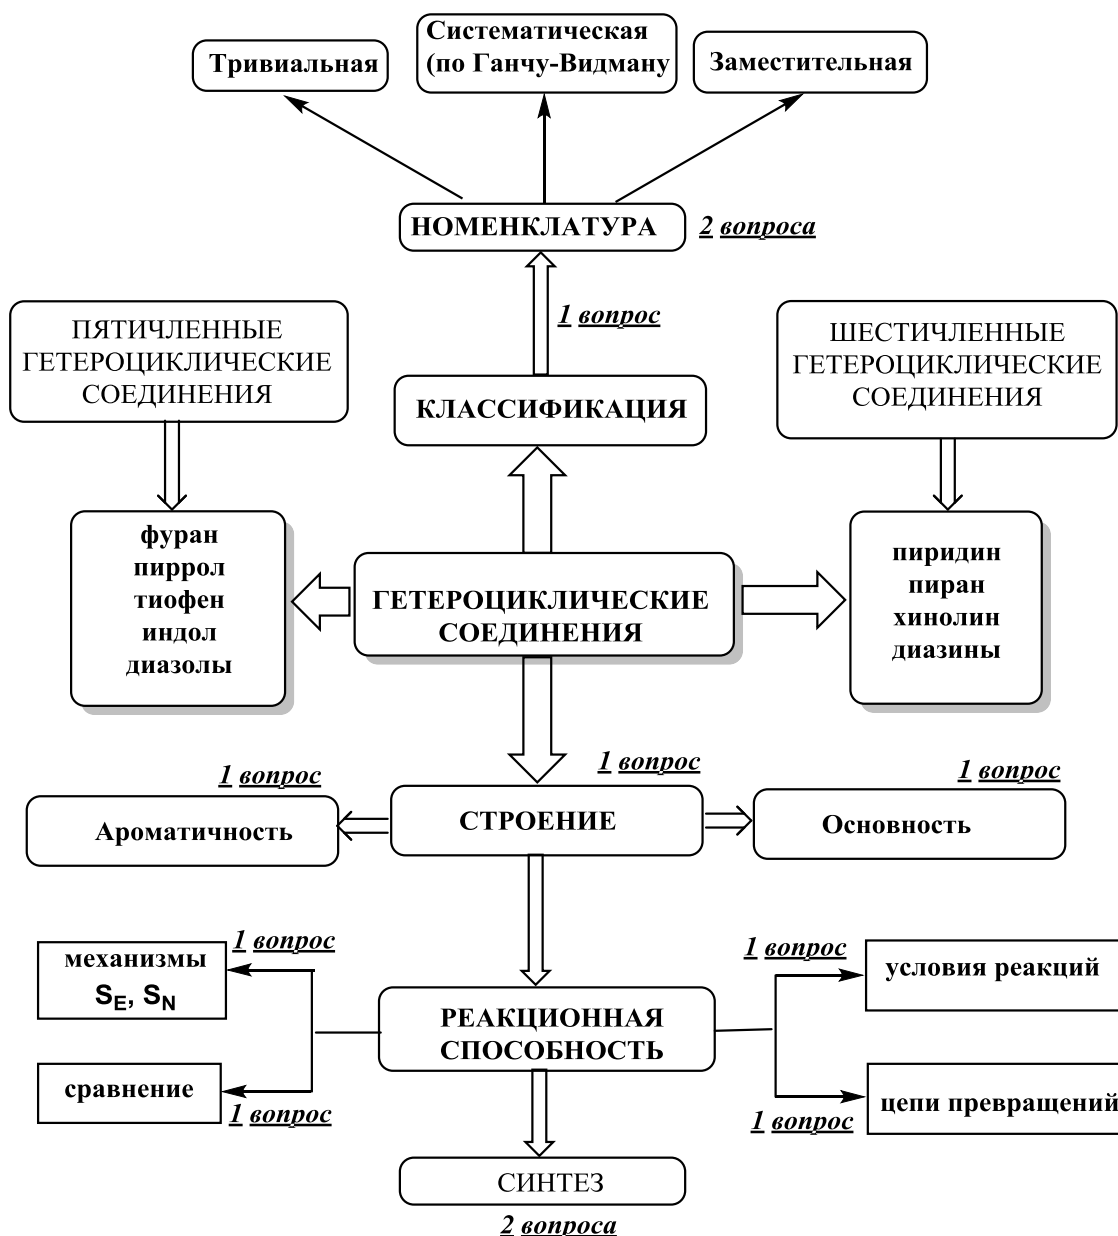 Тривиальная
Систематическая
(по Ганчу-Видману
Заместительная
НОМЕНКЛАТУРА
2 вопроса
1 вопрос
ПЯТИЧЛЕННЫЕ
ГЕТЕРОЦИКЛИЧЕСКИЕ
СОЕДИНЕНИЯ
КЛАССИФИКАЦИЯ
ШЕСТИЧЛЕННЫЕ
ГЕТЕРОЦИКЛИЧЕСКИЕ
СОЕДИНЕНИЯ
фуран
пиррол
тиофен
индол
диазолы
ГЕТЕРОЦИКЛИЧЕСКИЕ
СОЕДИНЕНИЯ
пиридин
пиран
хинолин
диазины
1 вопрос
Ароматичность
1 вопрос
СТРОЕНИЕ
1 вопрос
Основность
механизмы
SE, SN
1 вопрос
сравнение
1 вопрос
РЕАКЦИОННАЯ
СПОСОБНОСТЬ
1 вопрос
условия реакций
1 вопрос
цепи превращений
СИНТЕЗ
2 вопроса